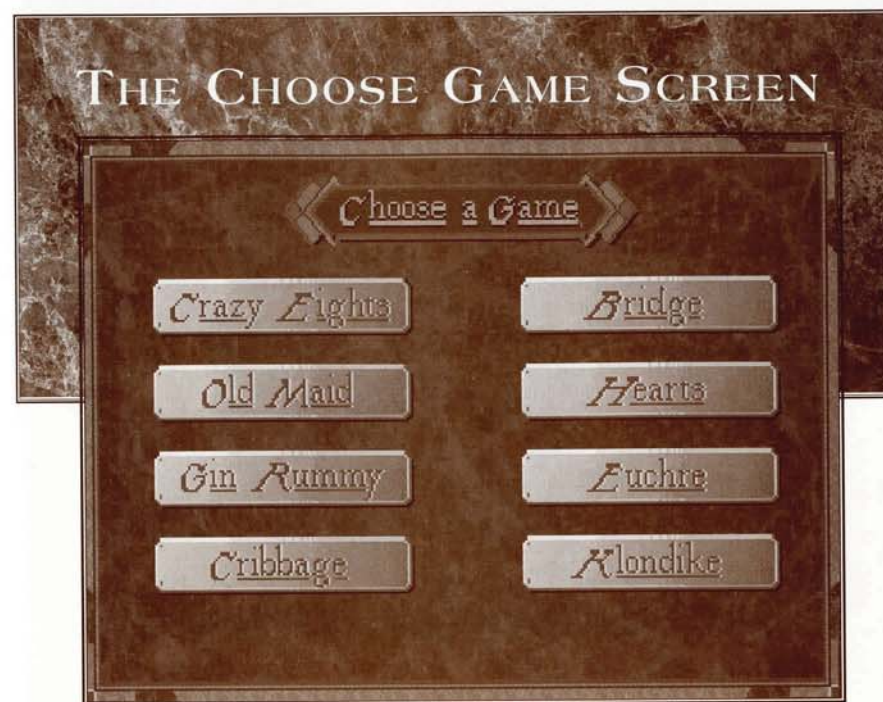 THE CHOOSE GAME SCREEN
Choose a Game
Crazy Eights
Old Maid
Gin Rummy
Cribbage
Bridge
Hearts
Euchre
Klondike